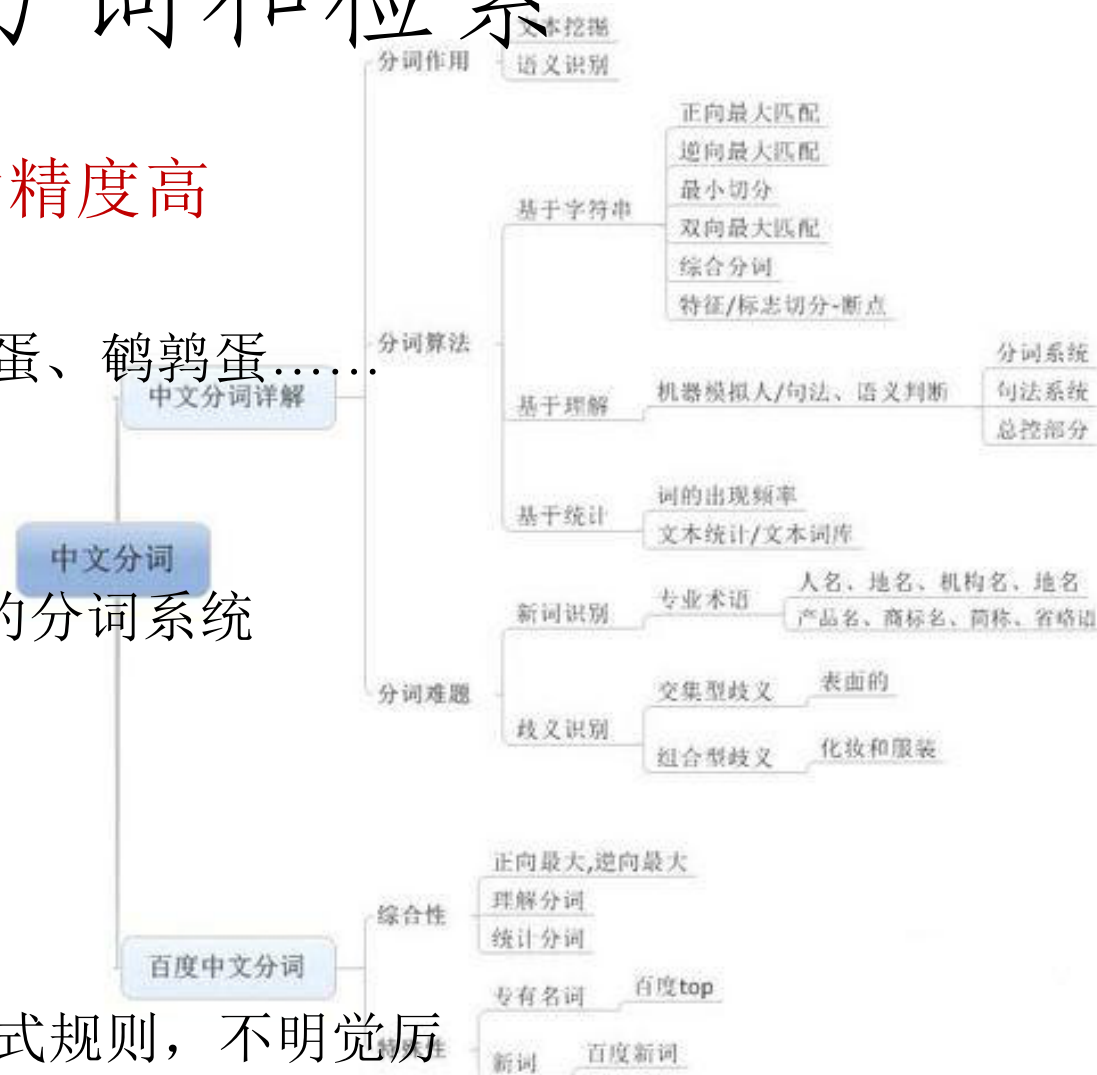 分词和检索
文本挖掘
分词作用
语义识别
正向最大匹配
逆向最大匹配
最小切分
基于字符串
双向最大匹配
综合分词
特征/标志切分-断点
精度高
蛋、鹌鹑蛋……
分词算法
中文分词详解
基于理解
机器模拟人/句法、语义判断
分词系统
句法系统
总控部分
词的出现频率
基于统计
文本统计/文本词库
中文分词
的分词系统
新词识别
专业术语
人名、地名、机构名、地名
产品名、商标名、简称、省略语
分词难题
交集型歧义
表面的
歧义识别
组合型歧义
化妆和服装
正向最大,逆向最大
综合性
理解分词
统计分词
百度中文分词
专有名词
百度top
式规则，不明觉厉
特殊性
新词
百度新词